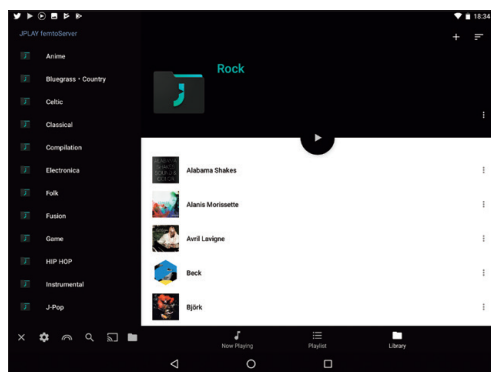 18:34
JPLAY femtoServer
Anime
Bluegrass・Country
Celtic
Classical
Compilation
Electronica
Folk
Fusion
Game
HIP HOP
Instrumental
J-Pop
Rock
Alabama Shakes
Alanis Morissette
Avril Lavigne
Beck
Björk
Now Playing
Playlist
Library